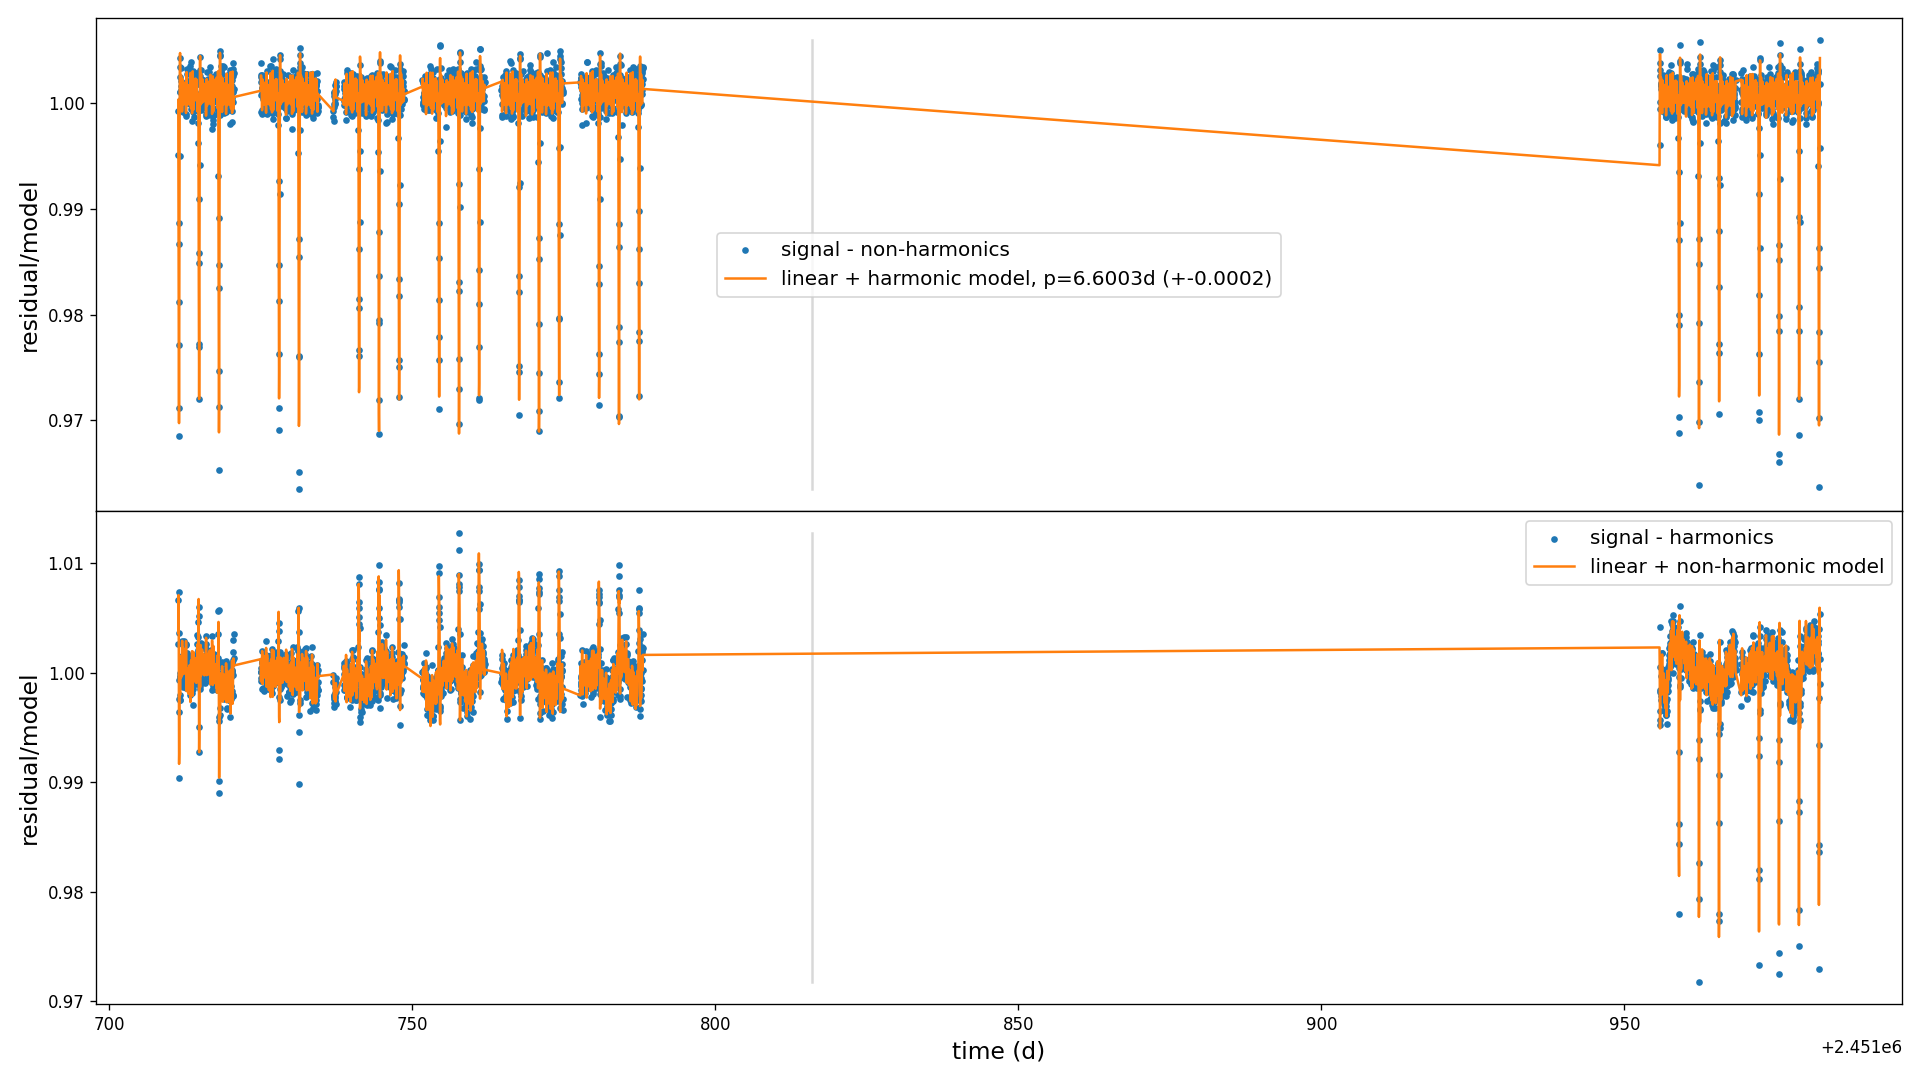 1.00
0.99
0.98
0.97
residual/model
signal - non-harmonics
linear + harmonic model, p=6.6003d (+-0.0002)
signal - harmonics
linear + non-harmonic model
1.01
1.00
0.99
0.98
0.97
residual/model
700 750 800 850 900 950
time (d)
+2.451e6